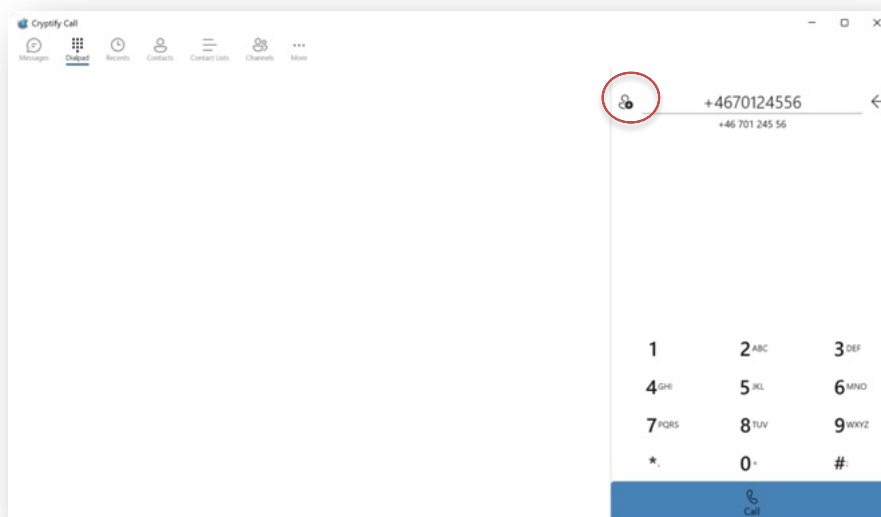 Cryptify Call
Messages Dialpad Recents Contacts Contact Lists Channels More
+4670124556
+46 701 245 56
1 2 ABC 3 DEF
4 GHI 5 JKL 6 MNO
7 PQRS 8 TUV 9 WXYZ
* 0 + #
Call